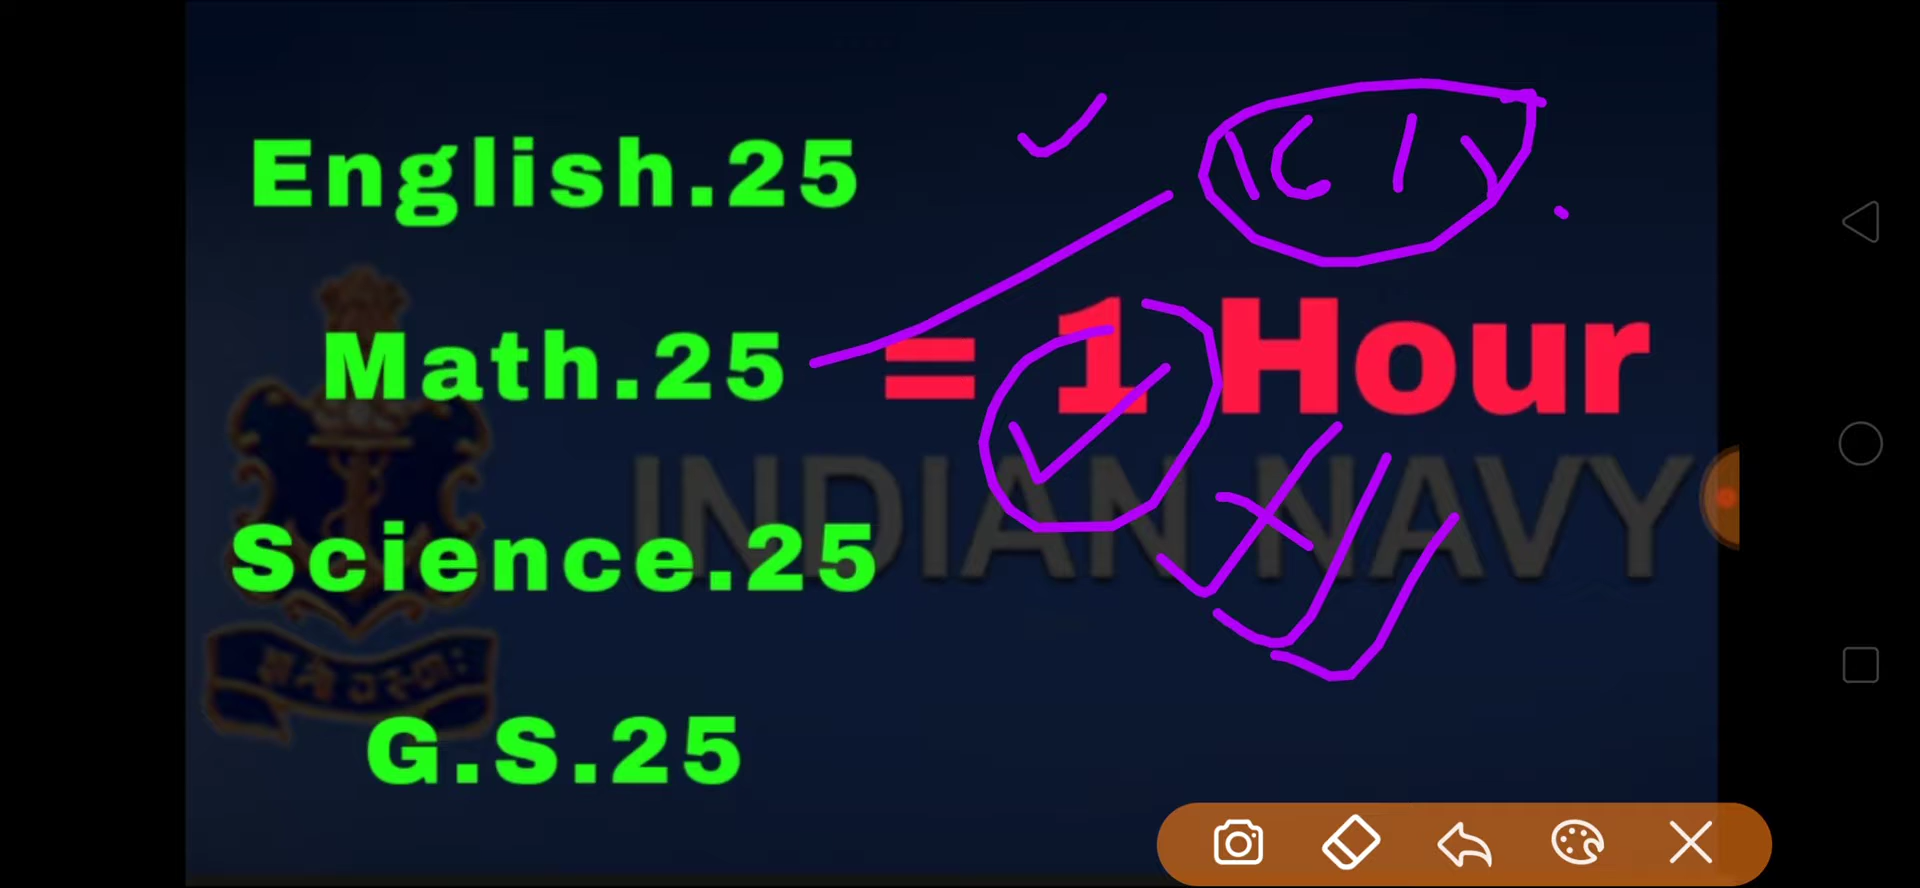 English.25
Math.25
= 1 Hour
INDIAN NAVY
Science.25
G.S.25